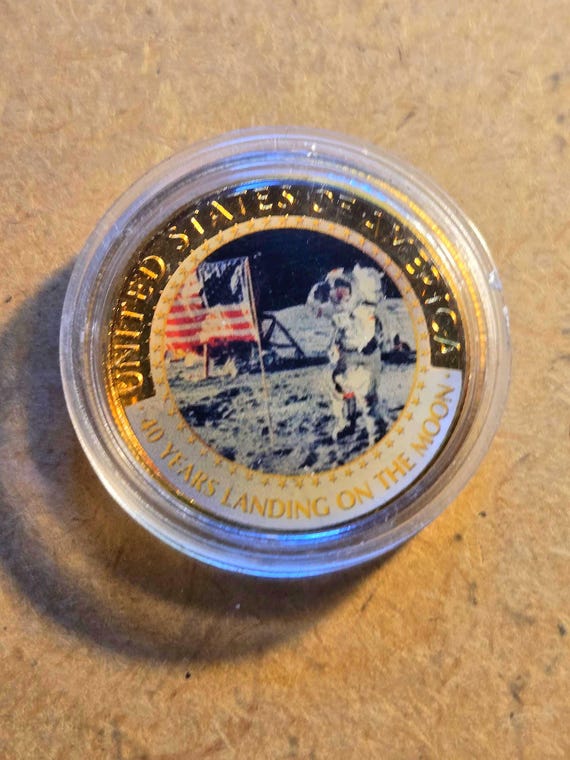 UNITED STATES OF AMERICA
· 40 YEARS LANDING ON THE MOON ·